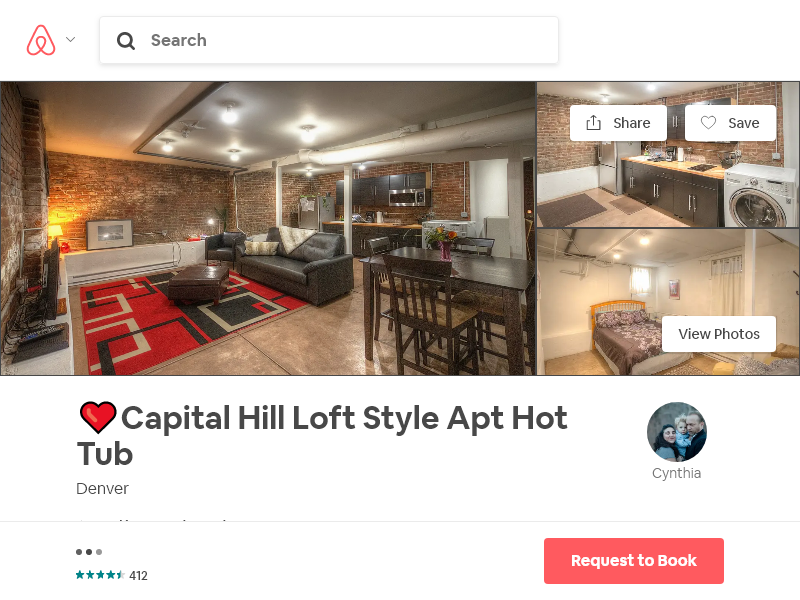 Search
Share
Save
View Photos
Capital Hill Loft Style Apt Hot
Tub
Cynthia
Denver
412
Request to Book